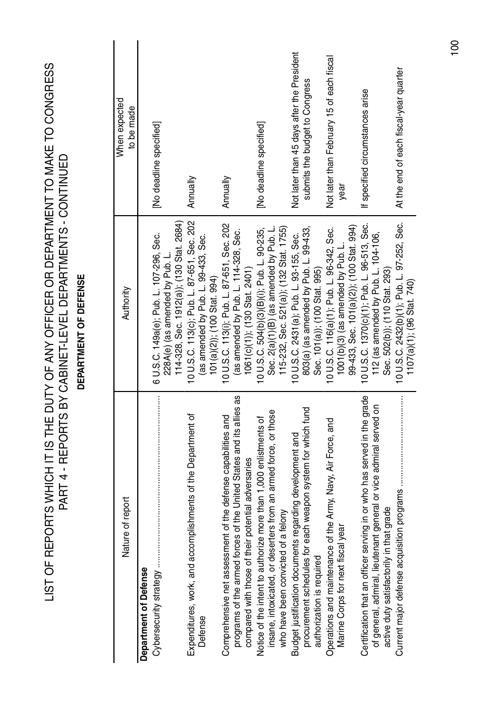 LIST OF REPORTS WHICH IT IS THE DUTY OF ANY OFFICER OR DEPARTMENT TO MAKE TO CONGRESS
PART 4 - REPORTS BY CABINET-LEVEL DEPARTMENTS - CONTINUED
DEPARTMENT OF DEFENSE
Nature of report
Authority
When expected
to be made
Department of Defense
Cybersecurity strategy
6 U.S.C. 149a(e); Pub. L. 107-296, Sec.
228A(e) (as amended by Pub. L.
114-328, Sec. 1912(a)); (130 Stat. 2684)
[No deadline specified]
Expenditures, work, and accomplishments of the Department of
Defense
10 U.S.C. 113(c); Pub. L. 87-651, Sec. 202
(as amended by Pub. L. 99-433, Sec.
101(a)(2)); (100 Stat. 994)
Annually
Comprehensive net assessment of the defense capabilities and
programs of the armed forces of the United States and its allies as
compared with those of their potential adversaries
10 U.S.C. 113(i); Pub. L. 87-651, Sec. 202
(as amended by Pub. L. 114-328, Sec.
1061(c)(1)); (130 Stat. 2401)
Annually
Notice of the intent to authorize more than 1,000 enlistments of
insane, intoxicated, or deserters from an armed force, or those
who have been convicted of a felony
10 U.S.C. 504(b)(3)(B)(i); Pub. L. 90-235,
Sec. 2(a)(1)(B) (as amended by Pub. L.
115-232, Sec. 521(a)); (132 Stat. 1755)
[No deadline specified]
Budget justification documents regarding development and
procurement schedules for each weapon system for which fund
authorization is required
10 U.S.C. 2431(a); Pub. L. 93-155, Sec.
803(a) (as amended by Pub. L. 99-433,
Sec. 101(a)); (100 Stat. 995)
Not later than 45 days after the President
submits the budget to Congress
Operations and maintenance of the Army, Navy, Air Force, and
Marine Corps for next fiscal year
10 U.S.C. 116(a)(1); Pub. L. 96-342, Sec.
1001(b)(3) (as amended by Pub. L.
99-433, Sec. 101(a)(2)); (100 Stat. 994)
Not later than February 15 of each fiscal
year
Certification that an officer serving in or who has served in the grade
of general, admiral, lieutenant general or vice admiral served on
active duty satisfactorily in that grade
10 U.S.C. 1370(c)(1); Pub. L. 96-513, Sec.
112 (as amended by Pub. L. 104-106,
Sec. 502(b)); (110 Stat. 293)
If specified circumstances arise
Current major defense acquisition programs
10 U.S.C. 2432(b)(1); Pub. L. 97-252, Sec.
1107(a)(1); (96 Stat. 740)
At the end of each fiscal-year quarter
100